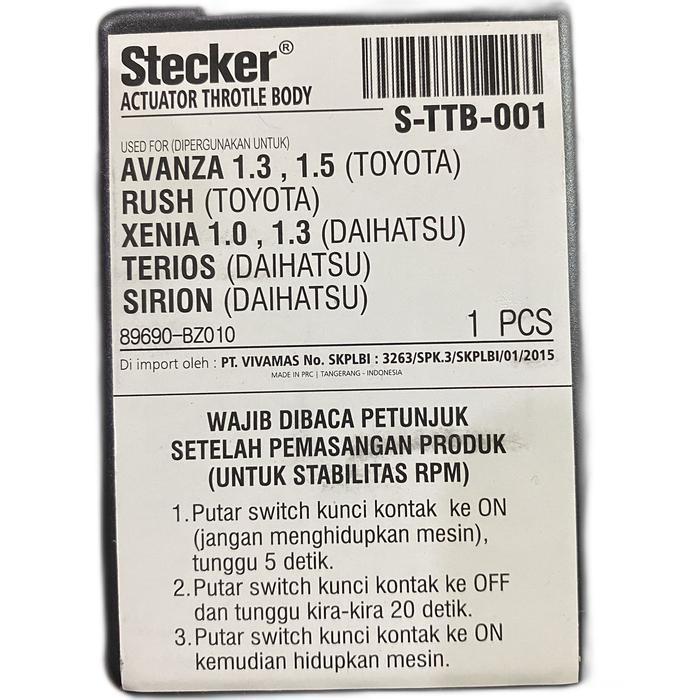 Stecker®
ACTUATOR THROTLE BODY
S-TTB-001
USED FOR (DIPERGUNAKAN UNTUK)
AVANZA 1.3 , 1.5 (TOYOTA)
RUSH (TOYOTA)
XENIA 1.0 , 1.3 (DAIHATSU)
TERIOS (DAIHATSU)
SIRION (DAIHATSU)
89690-BZ010
1 PCS
Di import oleh : PT. VIVAMAS No. SKPLBI : 3263/SPK.3/SKPLBI/01/2015
MADE IN PRC | TANGERANG - INDONESIA
WAJIB DIBACA PETUNJUK
SETELAH PEMASANGAN PRODUK
(UNTUK STABILITAS RPM)
1.Putar switch kunci kontak ke ON
(jangan menghidupkan mesin),
tunggu 5 detik.
2.Putar switch kunci kontak ke OFF
dan tunggu kira-kira 20 detik.
3.Putar switch kunci kontak ke ON
kemudian hidupkan mesin.